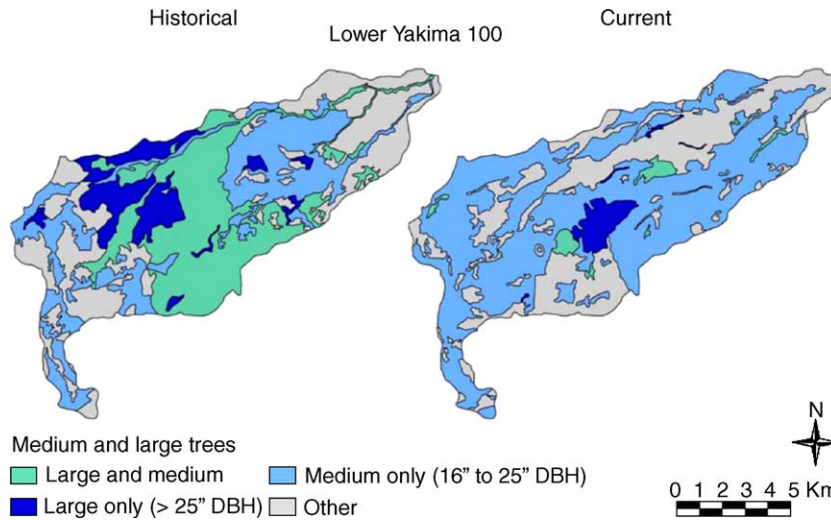 Historical
Current
Lower Yakima 100
Medium and large trees
Large and medium
Medium only (16” to 25” DBH)
Large only (> 25” DBH)
Other
N
0 1 2 3 4 5 Km